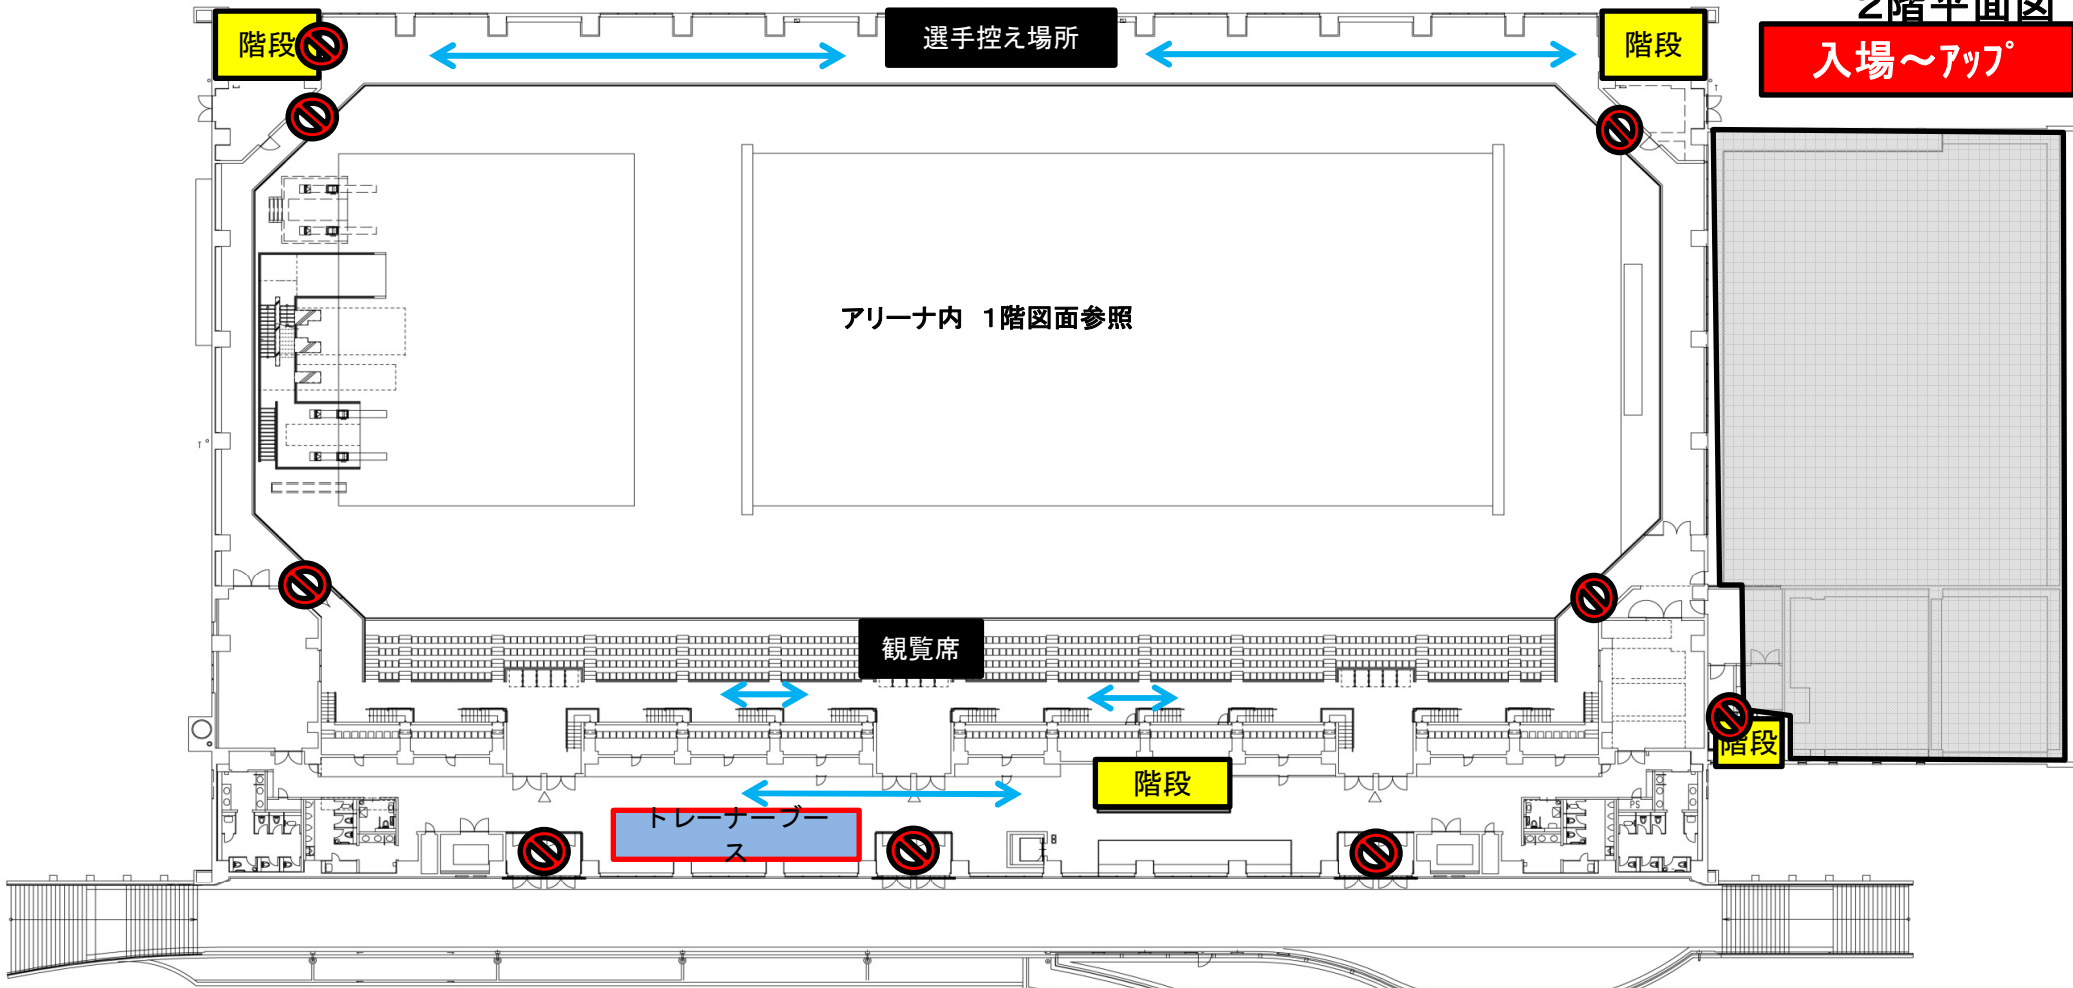 2階平面図
階段
選手控え場所
階段
入場～アップ
アリーナ内 1階図面参照
観覧席
階段
階段
トレーナーブー
ス
PS